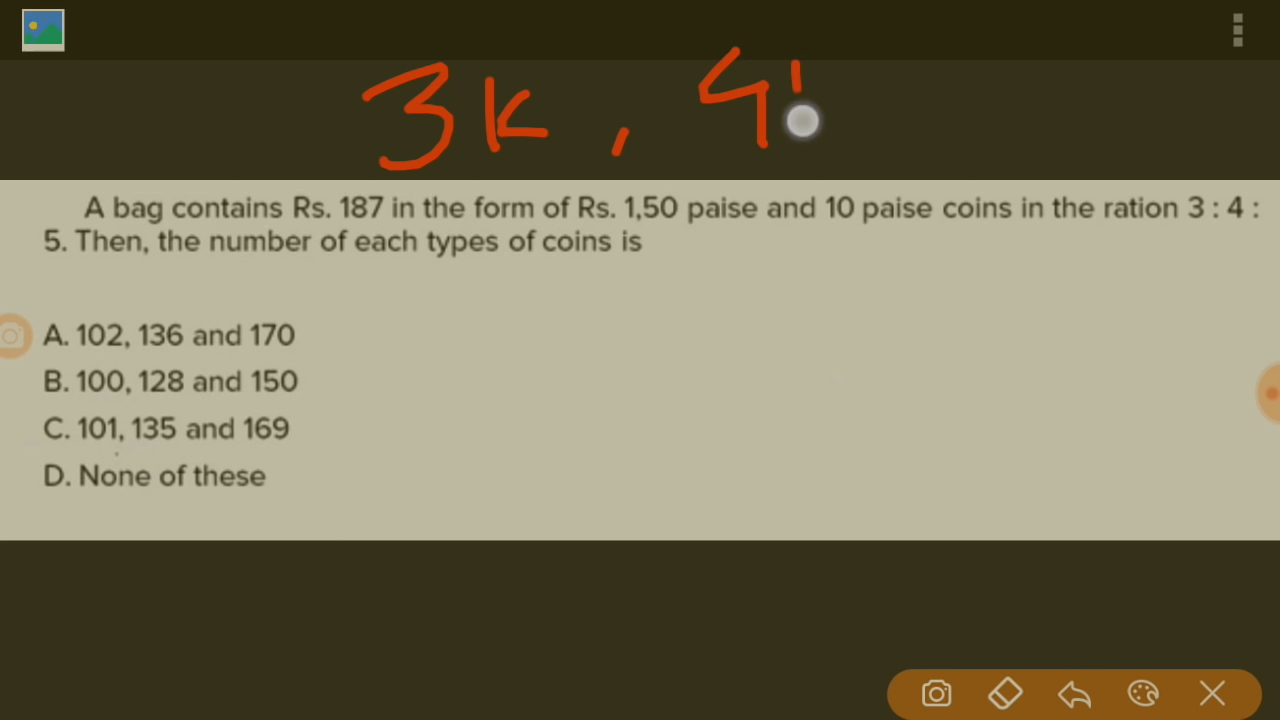 3k, 4
A bag contains Rs. 187 in the form of Rs. 1,50 paise and 10 paise coins in the ration 3 : 4 :
5. Then, the number of each types of coins is
A. 102, 136 and 170
B. 100, 128 and 150
C. 101, 135 and 169
D. None of these